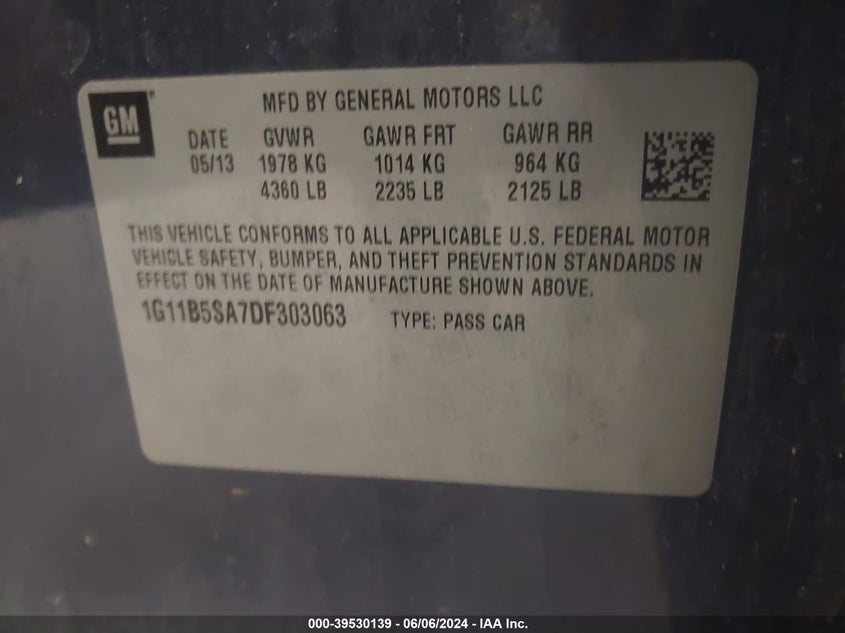 GM®
MFD BY GENERAL MOTORS LLC
DATE GVWR GAWR FRT GAWR RR
05/13 1978 KG 1014 KG 964 KG
4360 LB 2235 LB 2125 LB
THIS VEHICLE CONFORMS TO ALL APPLICABLE U.S. FEDERAL MOTOR
VEHICLE SAFETY, BUMPER, AND THEFT PREVENTION STANDARDS IN
EFFECT ON THE DATE OF MANUFACTURE SHOWN ABOVE.
1G11B5SA7DF303063 TYPE: PASS CAR
000-39530139 - 06/06/2024 - IAA Inc.